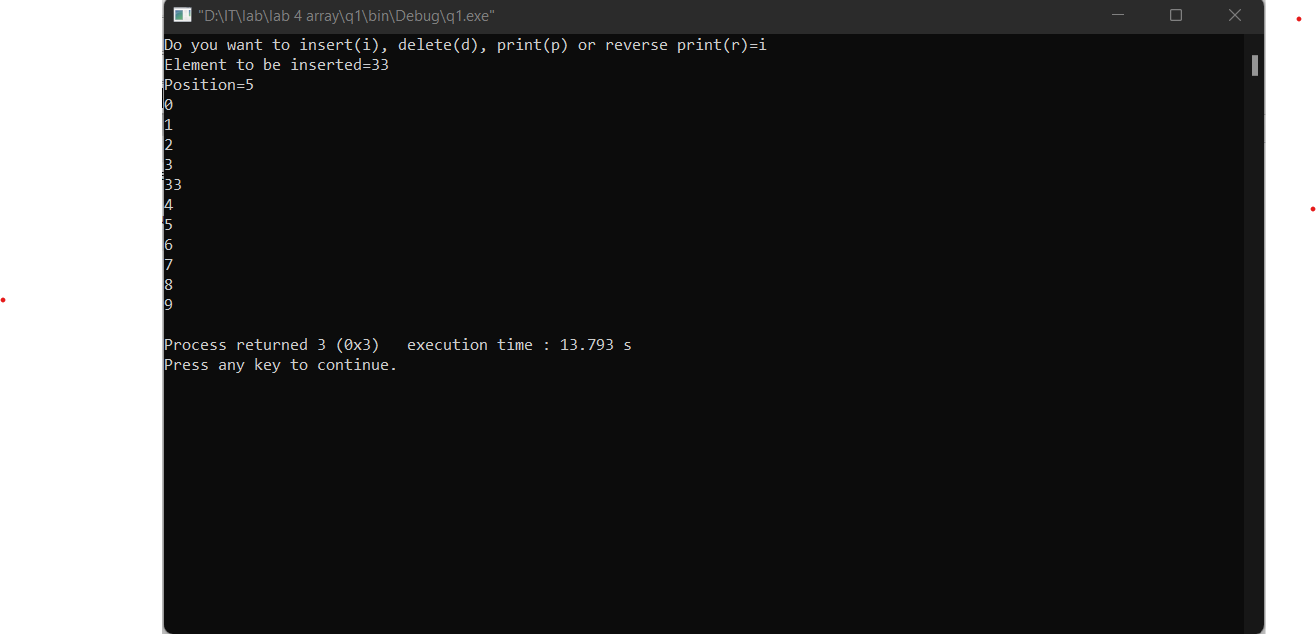 "D:\IT\lab\lab 4 array\q1\bin\Debug\q1.exe"
Do you want to insert(i), delete(d), print(p) or reverse print(r)=i
Element to be inserted=33
Position=5
0
1
2
3
33
4
5
6
7
8
9
Process returned 3 (0x3)   execution time : 13.793 s
Press any key to continue.